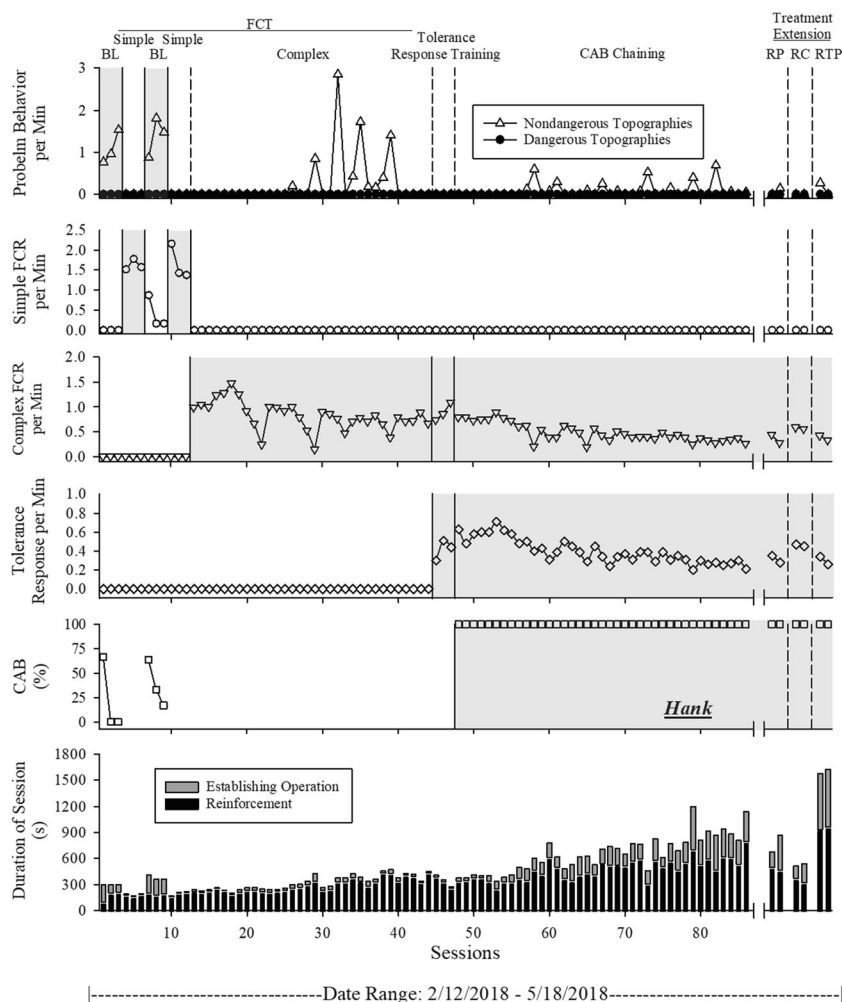 FCT
Tolerance
Treatment
Simple Simple
Extension
BL BL Complex Response Training CAB Chaining RP RC RTP
Probelm Behavior
per Min
3
2
1
0
Nondangerous Topographies
Dangerous Topographies
Simple FCR
per Min
2.5
2.0
1.5
1.0
0.5
0.0
Complex FCR
per Min
2.0
1.5
1.0
0.5
0.0
Tolerance
Response per Min
1.0
0.8
0.6
0.4
0.2
0.0
CAB
(%)
100
75
50
25
0
Hank
Duration of Session
(s)
1800
1500
1200
900
600
300
0
Establishing Operation
Reinforcement
10 20 30 40 50 60 70 80
Sessions
Date Range: 2/12/2018 - 5/18/2018